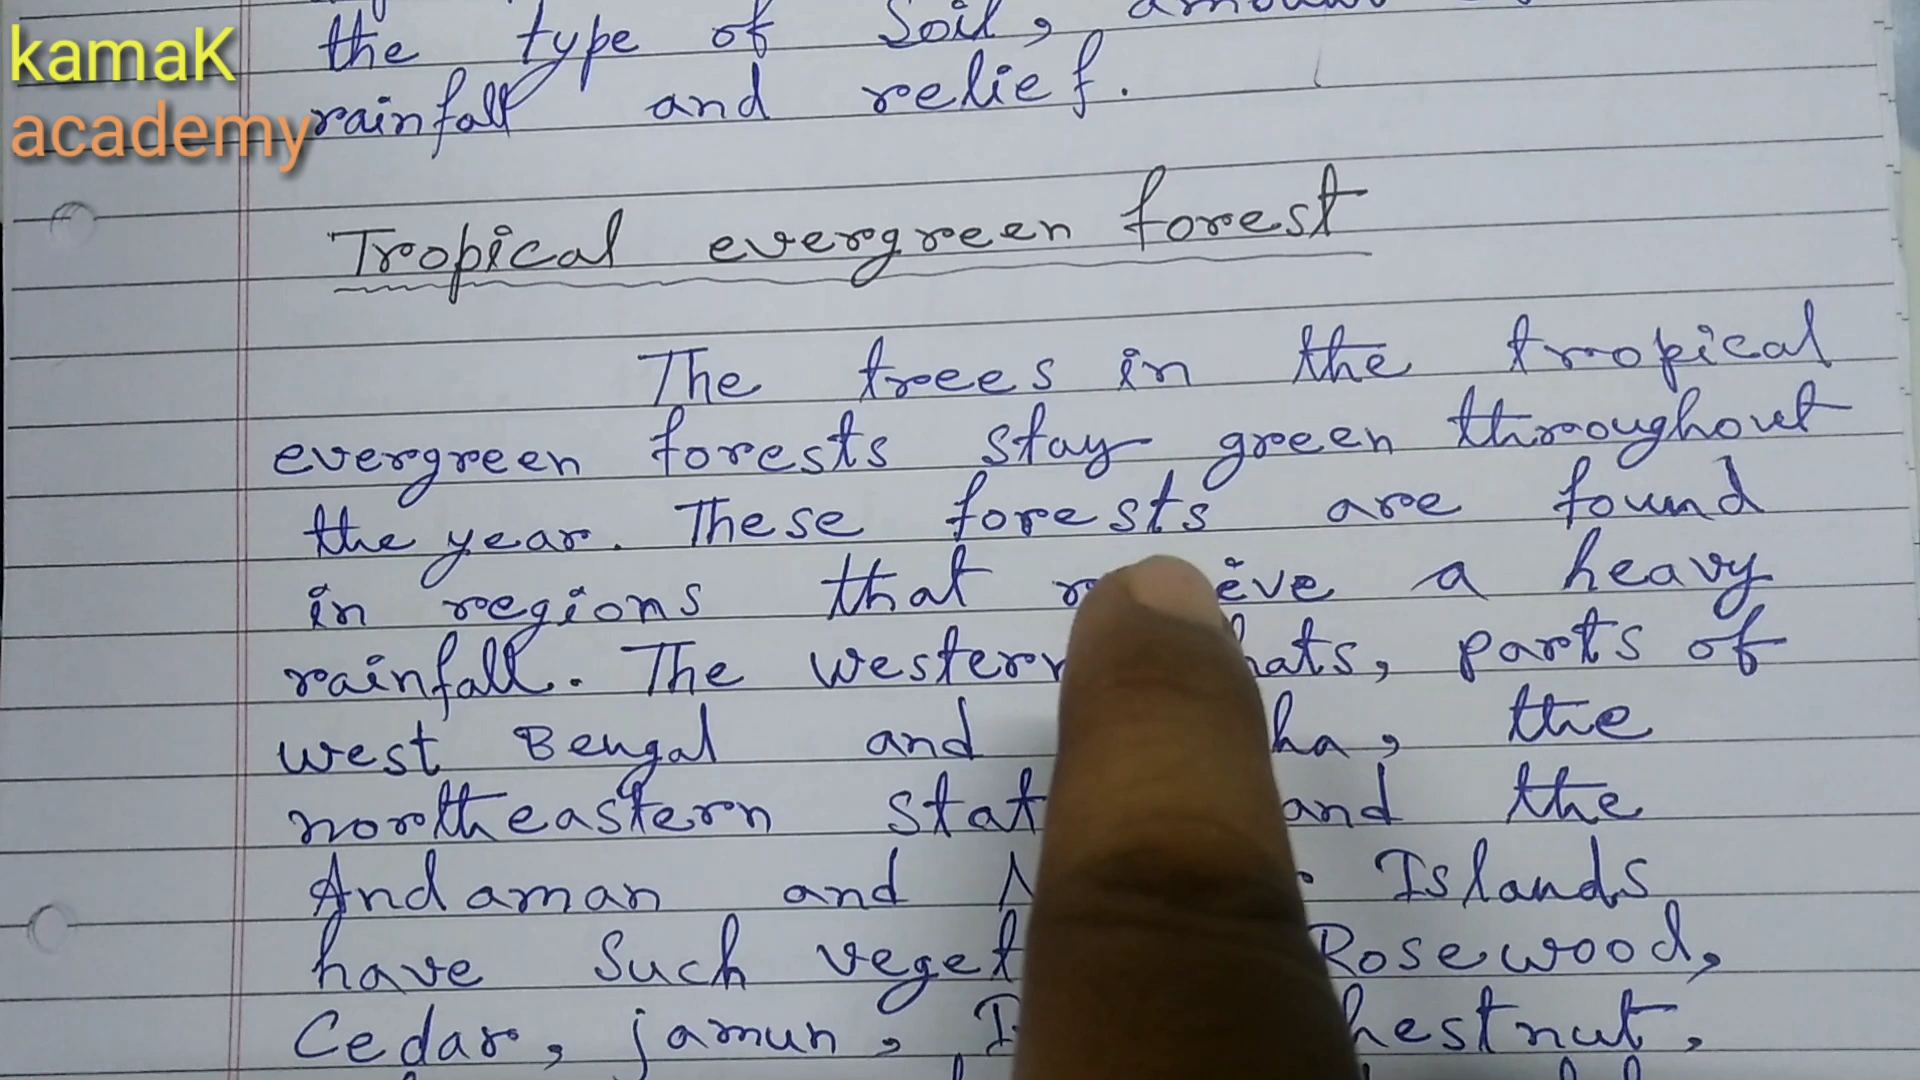 kamaK
academy
the type of Soil,
rainfall and relief.
Tropical evergreen forest
The trees in the tropical
evergreen forests stay green throughout
the year. These forests are found
in regions that a heavy
rainfall. The western parts of
west Bengal and the
northeastern and the
Andaman and Islands
have such Rosewood,
Cedar, jamun,